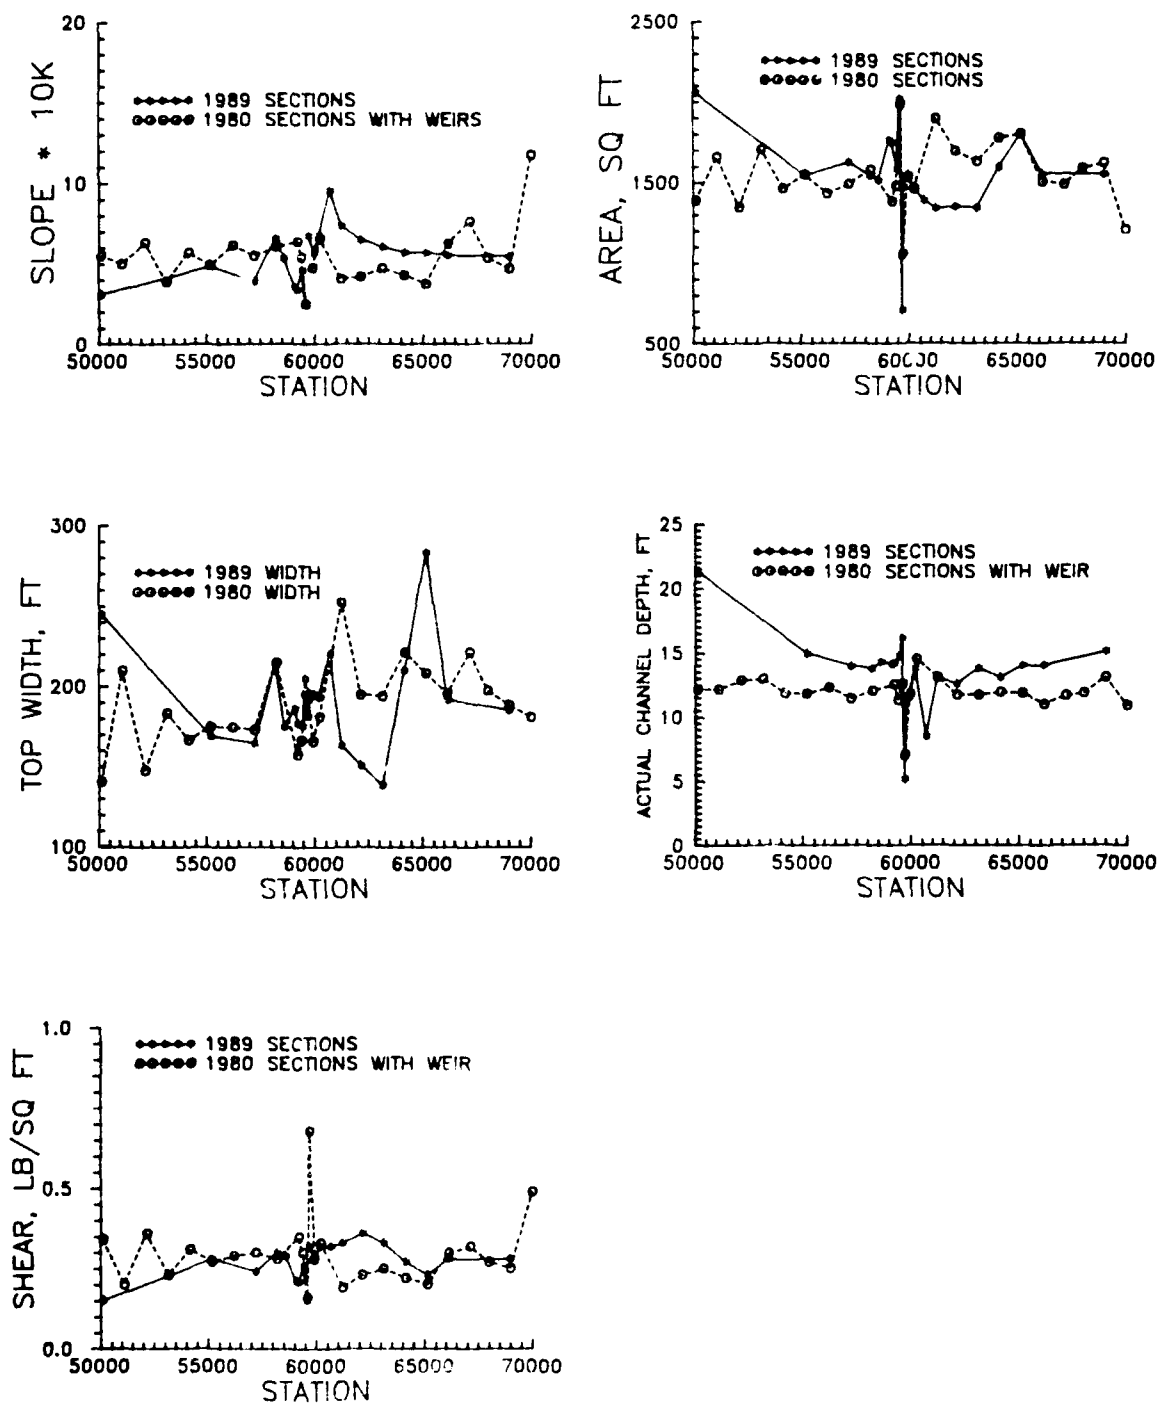 20
10
0
SLOPE * 10K
1989 SECTIONS
1980 SECTIONS WITH WEIRS
50000 55000 60000 65000 70000
STATION
2500
1500
500
AREA, SQ FT
1989 SECTIONS
1980 SECTIONS
50000 55000 60000 65000 70000
STATION
300
200
100
TOP WIDTH, FT
1989 WIDTH
1980 WIDTH
50000 55000 60000 65000 70000
STATION
25
20
15
10
5
0
ACTUAL CHANNEL DEPTH, FT
1989 SECTIONS
1980 SECTIONS WITH WEIR
50000 55000 60000 65000 70000
STATION
1.0
0.5
0.0
SHEAR, LB/SQ FT
1989 SECTIONS
1980 SECTIONS WITH WEIR
50000 55000 60000 65000 70000
STATION